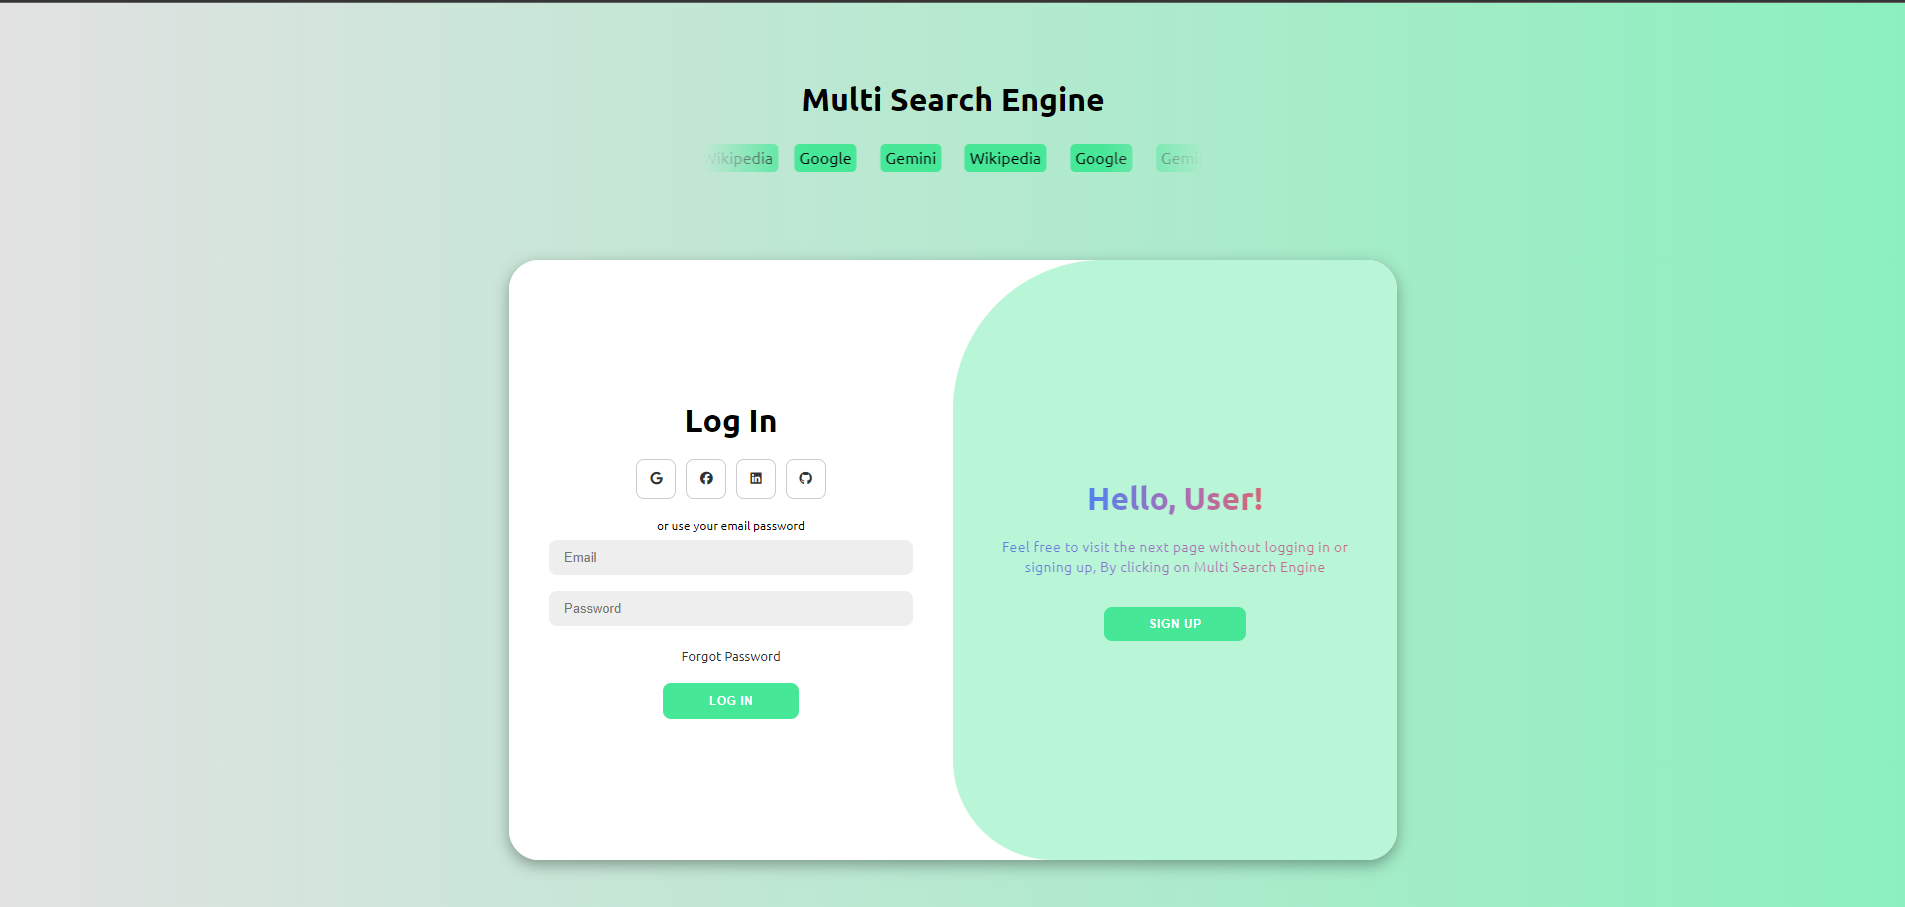 Multi Search Engine
Wikipedia Google Gemini Wikipedia Google
Log In
or use your email password
Email
Password
Forgot Password
LOG IN
Hello, User!
Feel free to visit the next page without logging in or
signing up, By clicking on Multi Search Engine
SIGN UP